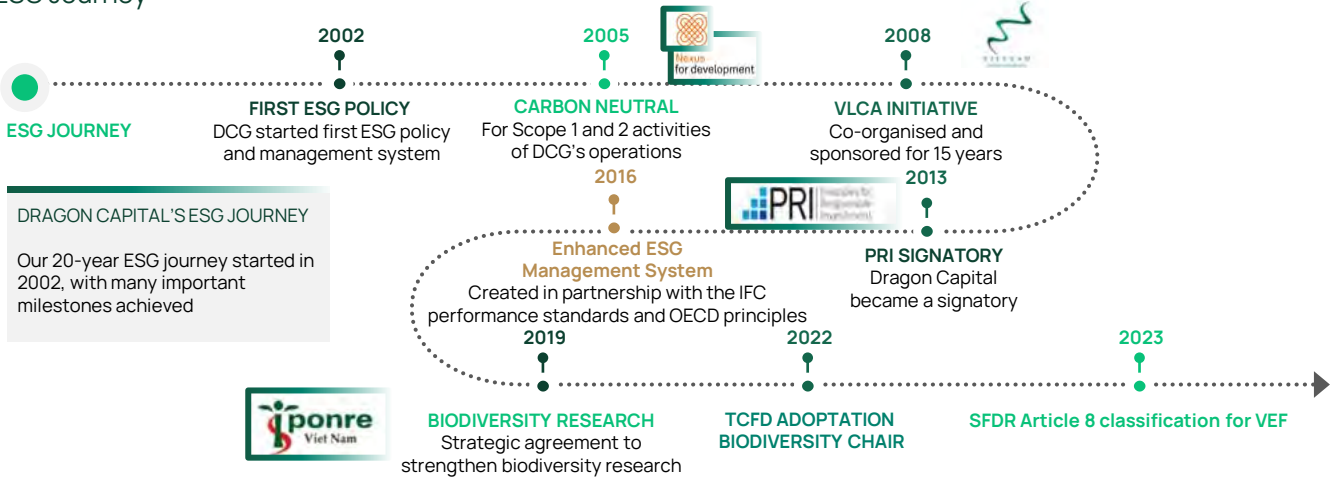 ESG Journey
2002
2005
Nexus
for development
2008
VIETNAM
ESG JOURNEY
FIRST ESG POLICY
DCG started first ESG policy
and management system
CARBON NEUTRAL
For Scope 1 and 2 activities
of DCG's operations
VLCA INITIATIVE
Co-organised and
sponsored for 15 years
DRAGON CAPITAL'S ESG JOURNEY
Our 20-year ESG journey started in
2002, with many important
milestones achieved
2016
Enhanced ESG
Management System
Created in partnership with the IFC
performance standards and OECD principles
PRI
Principles for
Responsible
Investment
2013
PRI SIGNATORY
Dragon Capital
became a signatory
iponre
Viet Nam
2019
BIODIVERSITY RESEARCH
Strategic agreement to
strengthen biodiversity research
2022
TCFD ADOPTATION
BIODIVERSITY CHAIR
2023
SFDR Article 8 classification for VEF